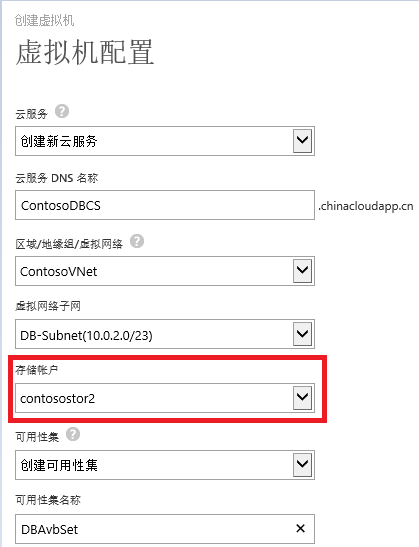 创建虚拟机
虚拟机配置
云服务 ?
创建新云服务
云服务 DNS 名称
ContosoDBCS .chinacloudapp.cn
区域/地缘组/虚拟网络 ?
ContosoVNet
虚拟网络子网
DB-Subnet(10.0.2.0/23)
存储帐户
contosostor2
可用性集 ?
创建可用性集
可用性集名称
DBAvbSet ×